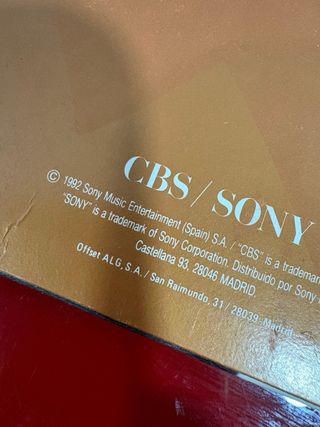 CBS / SONY
© 1992 Sony Music Entertainment (Spain) S.A. / "CBS" is a trademark
"SONY" is a trademark of Sony Corporation. Distribuido por Sony
Castellana 93, 28046 MADRID.
Offset ALG, S.A. / San Raimundo, 31 / 28039-Madrid